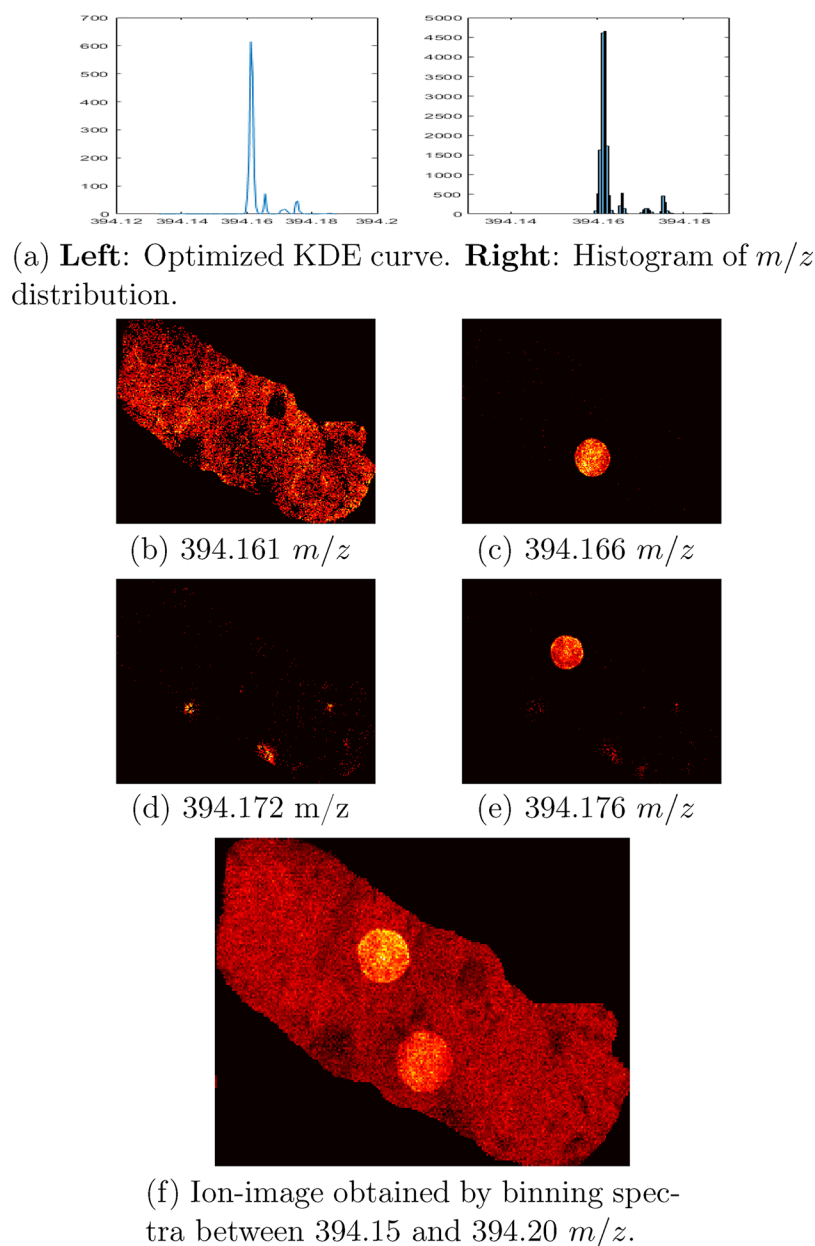 700
600
500
400
300
200
100
0
394.12 394.14 394.16 394.18 394.2
5000
4500
4000
3500
3000
2500
2000
1500
1000
500
0
394.14 394.16 394.18
(a) Left: Optimized KDE curve. Right: Histogram of m/z
distribution.
(b) 394.161 m/z
(c) 394.166 m/z
(d) 394.172 m/z
(e) 394.176 m/z
(f) Ion-image obtained by binning spec-
tra between 394.15 and 394.20 m/z.